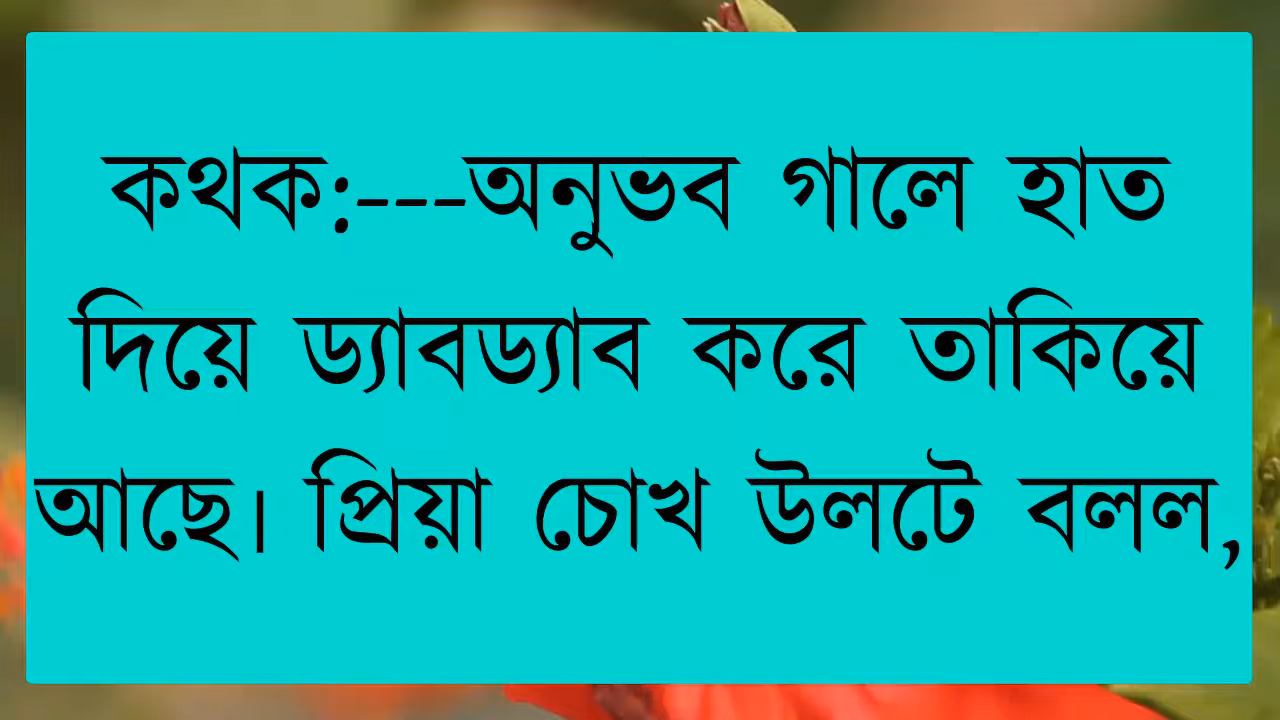 কথক:---অনুভব গালে হাত
দিয়ে ড্যাবড্যাব করে তাকিয়ে
আছে। প্রিয়া চোখ উলটে বলল,